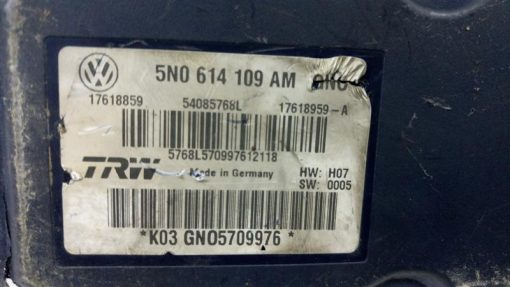 5N0 614 109 AM
17618859 54085768L 17618959-A
5768L570997612118
TRW Made in Germany HW: H07
SW: 0005
*K03 GNO5709976 *